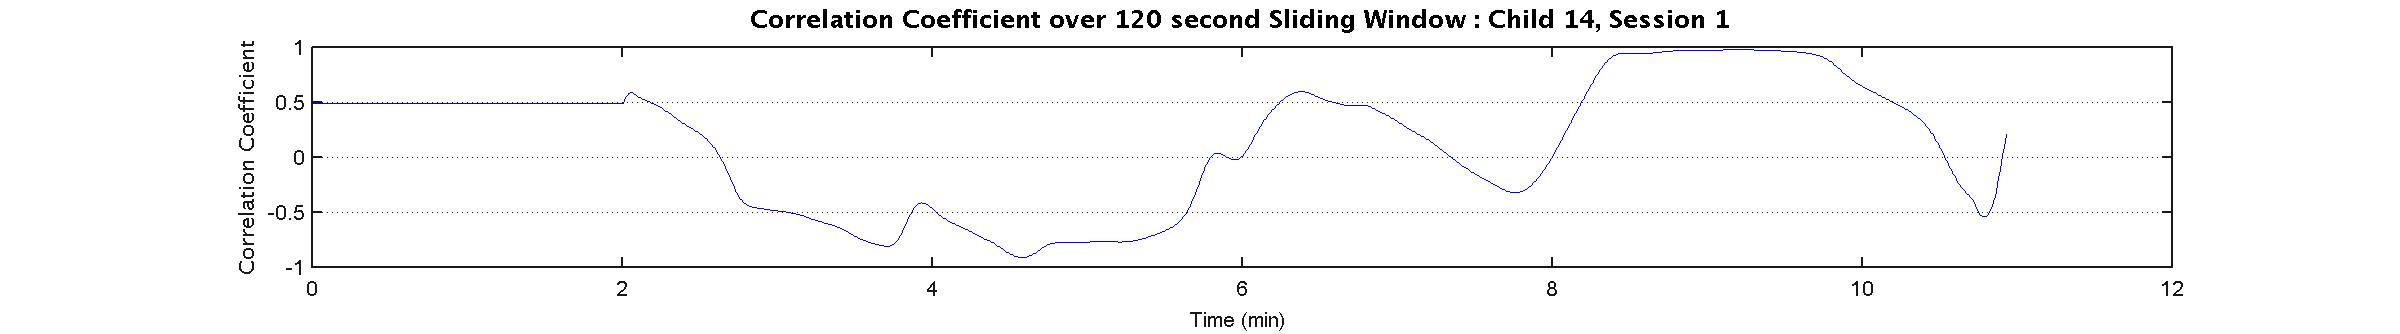 Correlation Coefficient over 120 second Sliding Window : Child 14, Session 1
Correlation Coefficient
1
0.5
0
-0.5
-1
0 2 4 6 8 10 12
Time (min)